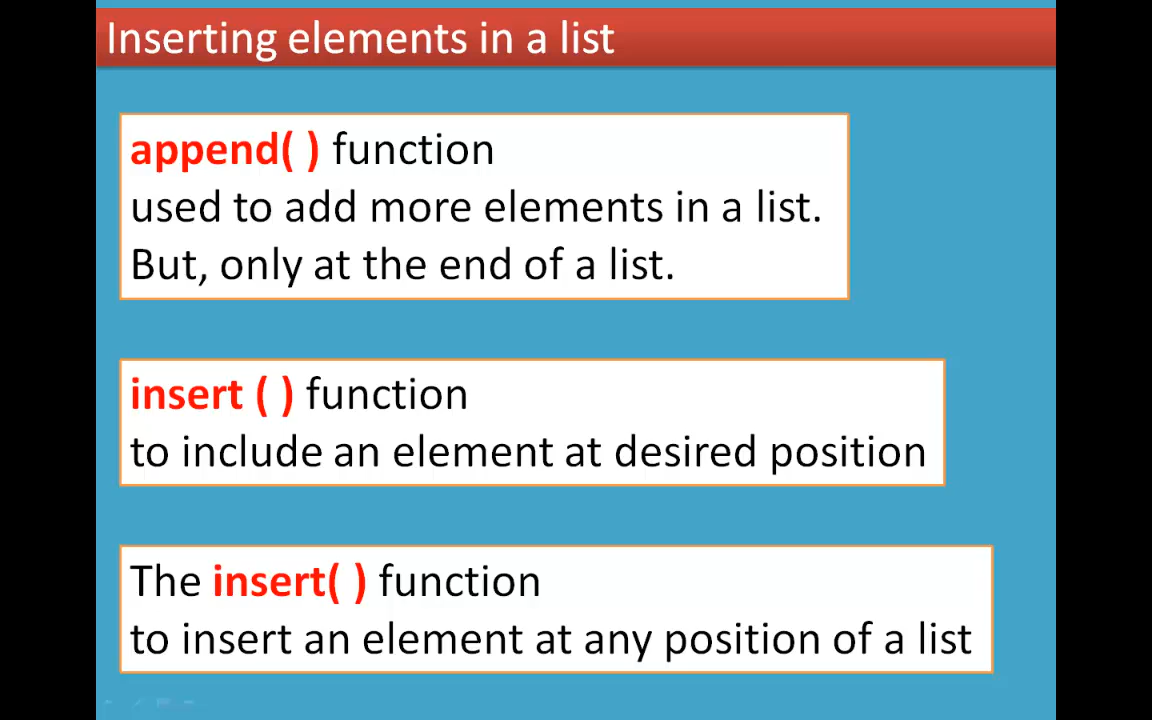 Inserting elements in a list
append( ) function
used to add more elements in a list.
But, only at the end of a list.
insert ( ) function
to include an element at desired position
The insert( ) function
to insert an element at any position of a list